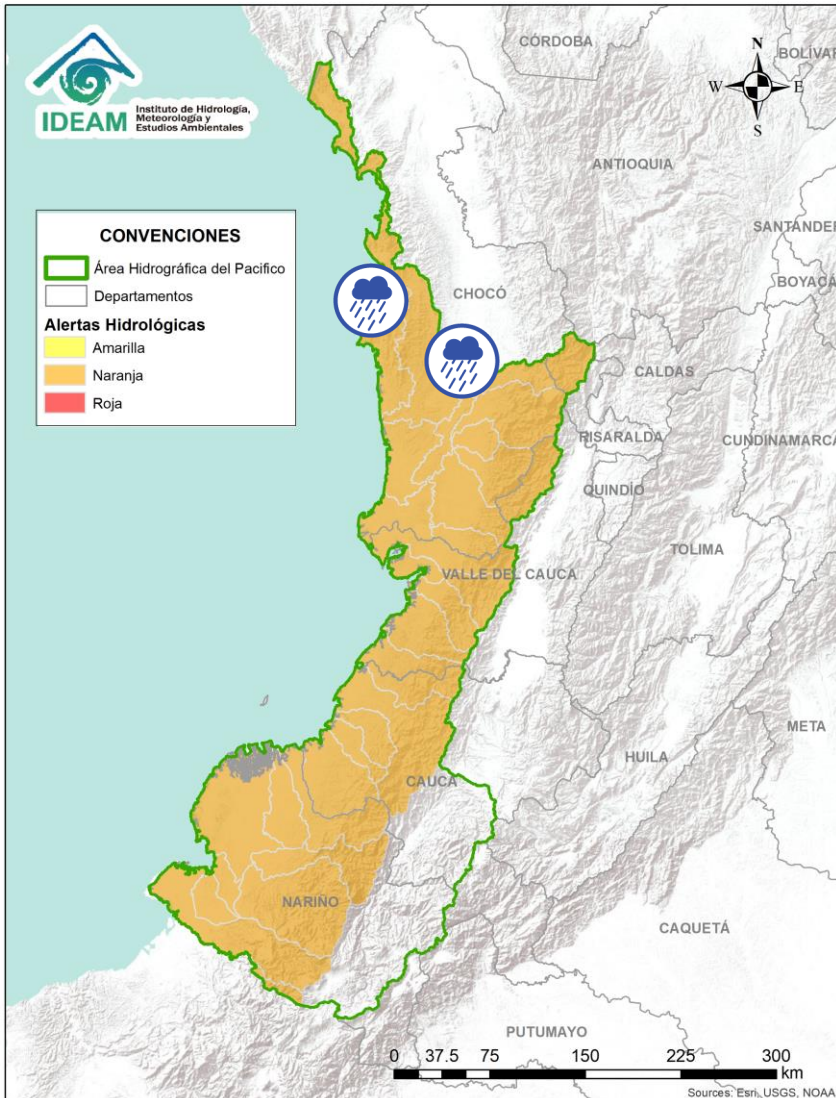 IDEAM
Instituto de Hidrología,
Meteorología y
Estudios Ambientales
N
W
E
S
CONVENCIONES
Área Hidrográfica del Pacifico
Departamentos
Alertas Hidrológicas
Amarilla
Naranja
Roja
CÓRDOBA
BOLÍVAR
ANTIOQUIA
SANTANDER
BOYACÁ
CHOCÓ
CALDAS
RISARALDA
CUNDINAMARCA
QUINDÍO
TOLIMA
VALLE DEL CAUCA
META
HUILA
CAUCA
NARIÑO
CAQUETÁ
PUTUMAYO
0 37.5 75 150 225 300
km
Sources: Esri, USGS, NOAA